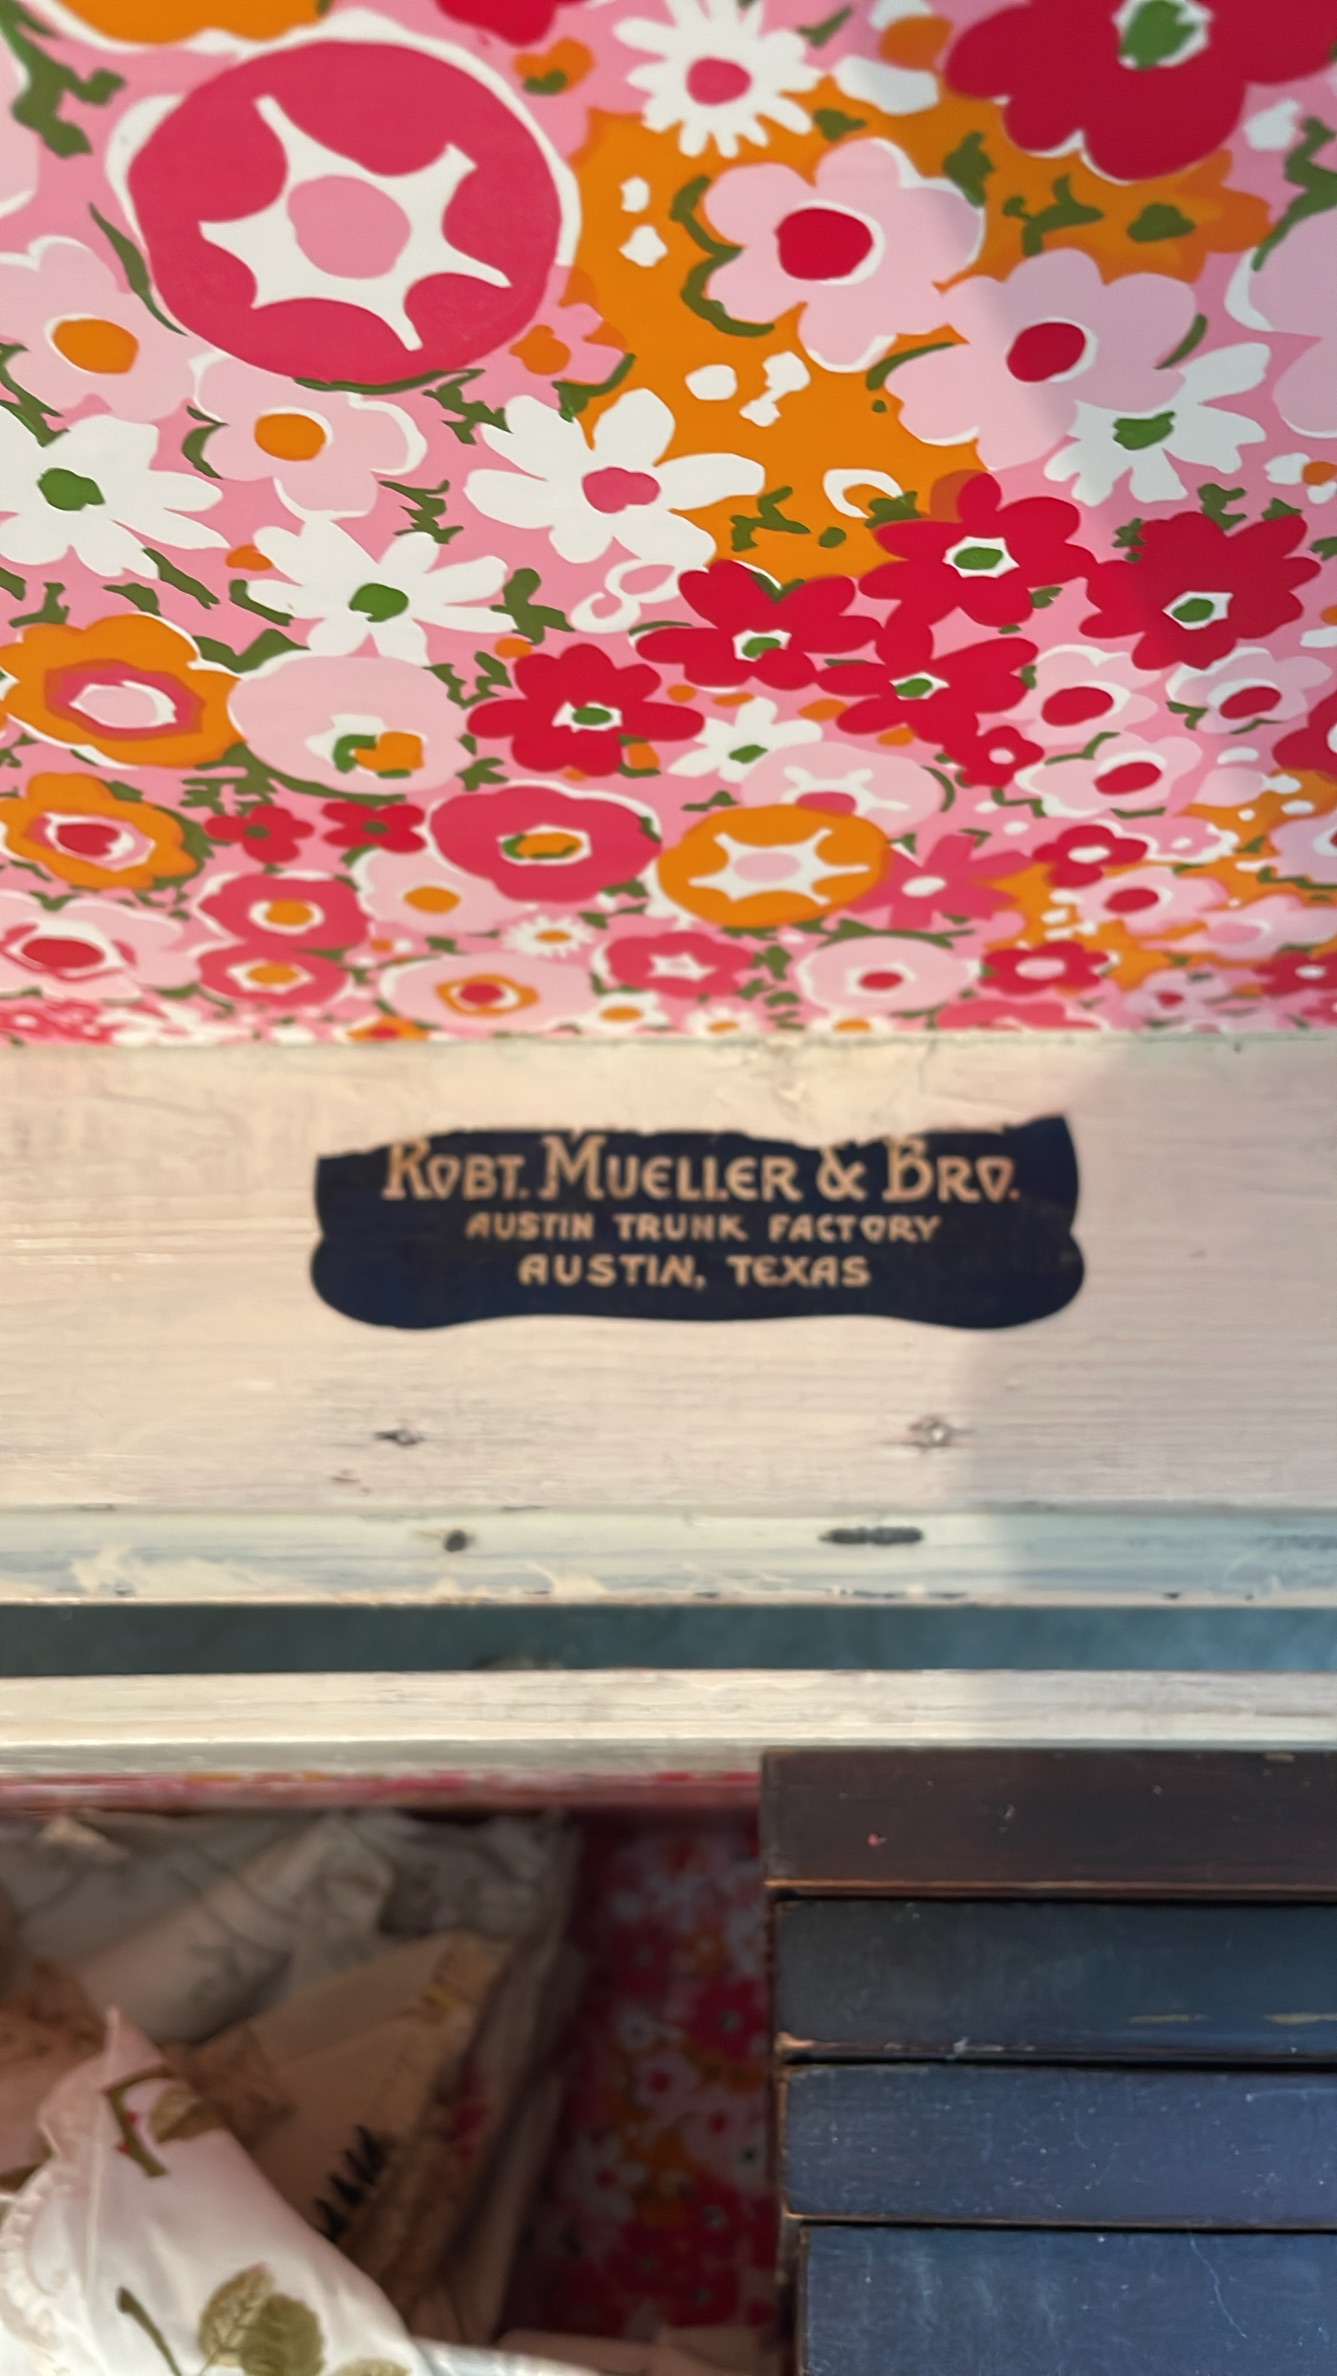 ROBT. MUELLER & BRO.
AUSTIN TRUNK FACTORY
AUSTIN, TEXAS